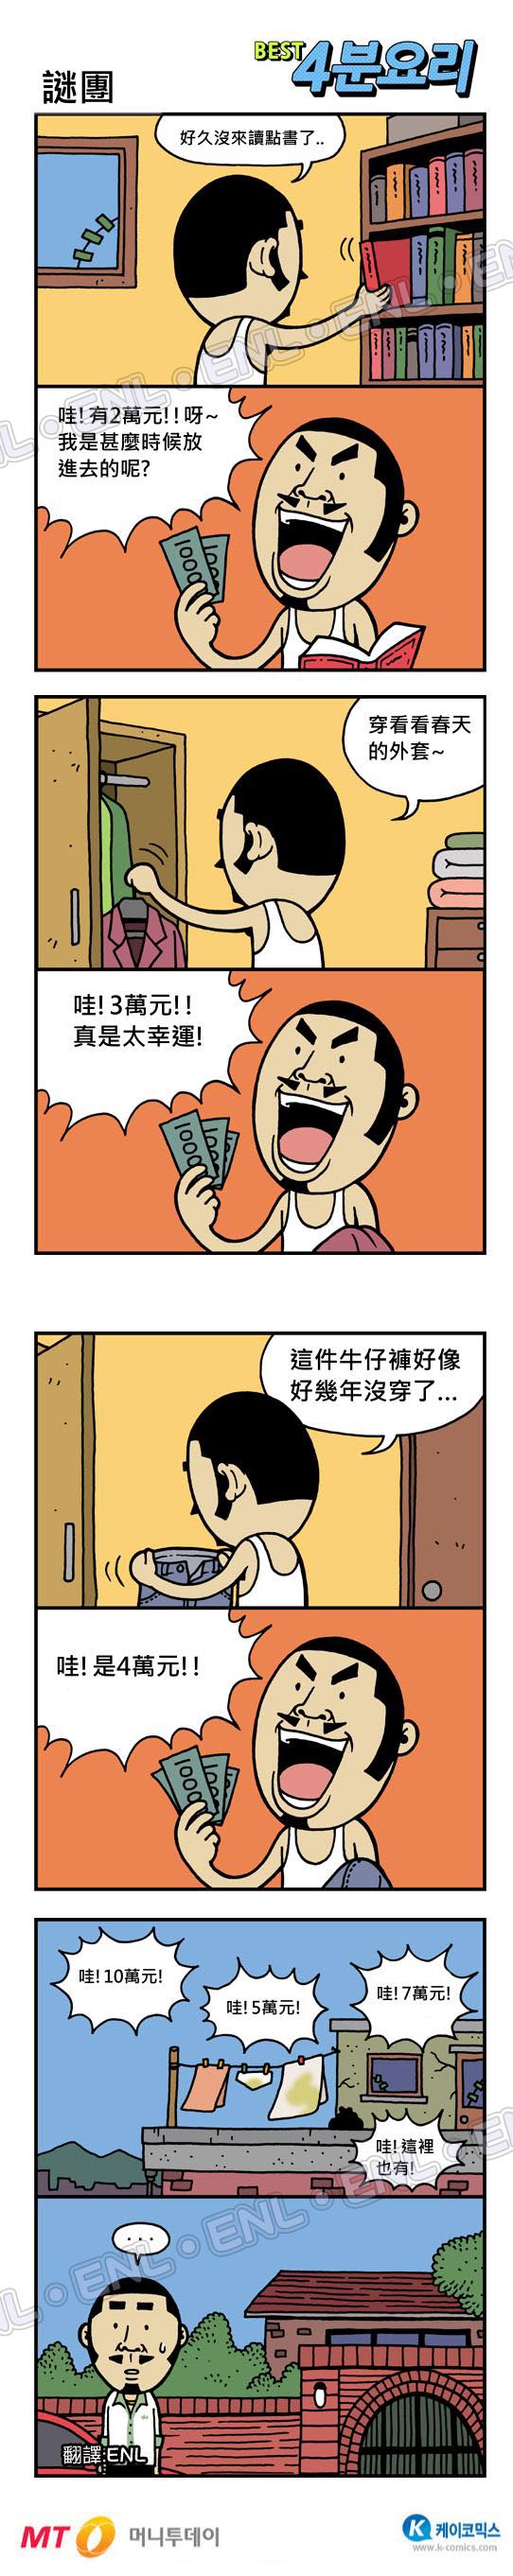 BEST 4분요리
謎團
好久沒來讀點書了..
哇! 有2萬元!! 呀~
我是甚麼時候放
進去的呢?
1000
穿看看春天
的外套~
哇! 3萬元!!
真是太幸運!
1000
這件牛仔褲好像
好幾年沒穿了...
哇! 是4萬元!!
1000
哇! 10萬元!
哇! 5萬元!
哇! 7萬元!
哇! 這裡
也有!
...
翻譯:ENL
ENL
MT 머니투데이
K 케이코믹스
www.k-comics.com